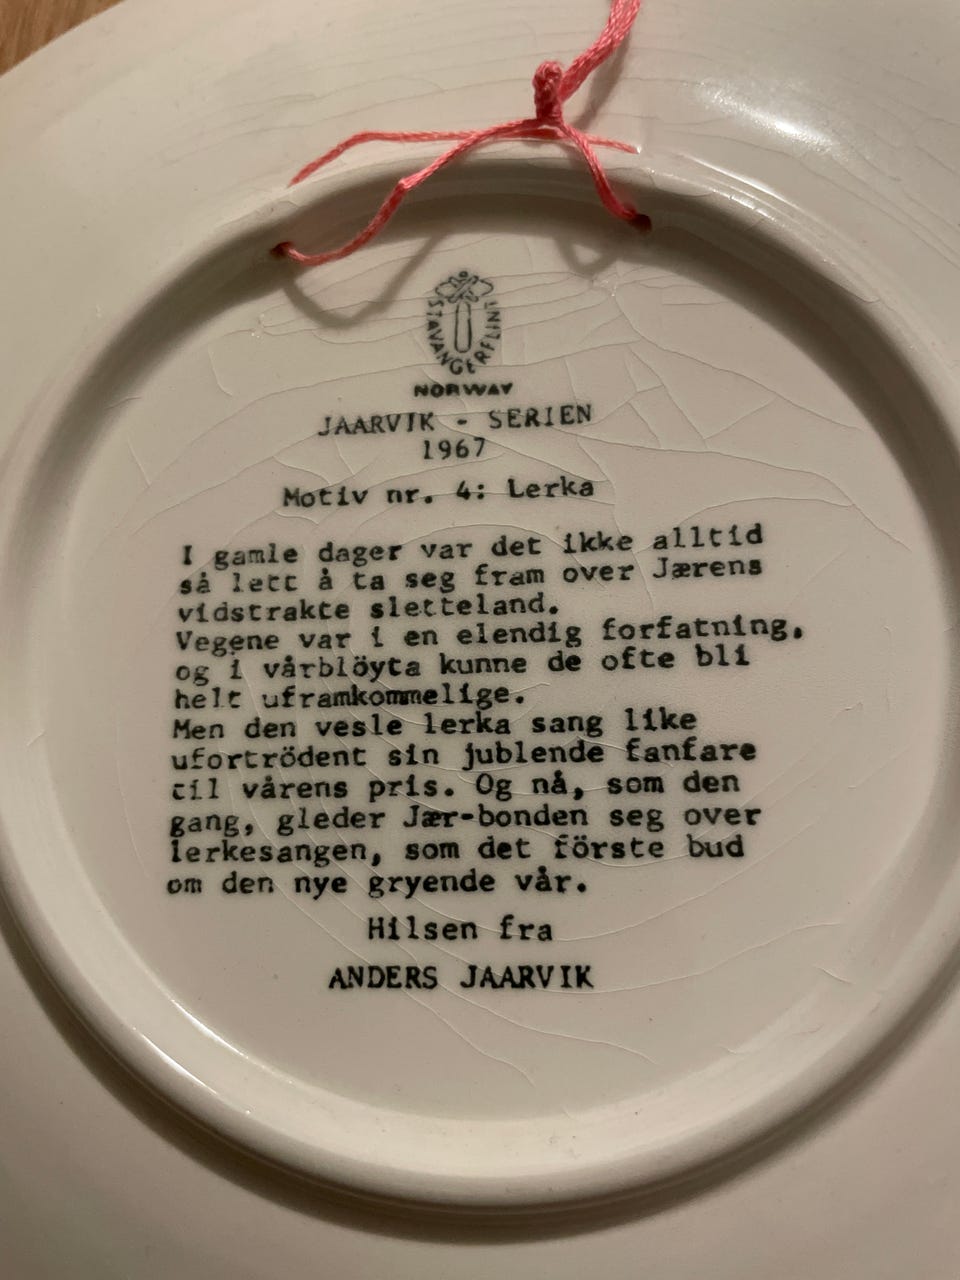 STAVANGERFLINT
NORWAY
JAARVIK - SERIEN
1967
Motiv nr. 4: Lerka
I gamle dager var det ikke alltid
så lett å ta seg fram over Jærens
vidstrakte sletteland.
Vegene var i en elendig forfatning,
og i vårblöyta kunne de ofte bli
helt uframkommelige.
Men den vesle lerka sang like
ufortrödent sin jublende fanfare
til vårens pris. Og nå, som den
gang, gleder Jær-bonden seg over
lerkesangen, som det förste bud
om den nye gryende vår.
Hilsen fra
ANDERS JAARVIK